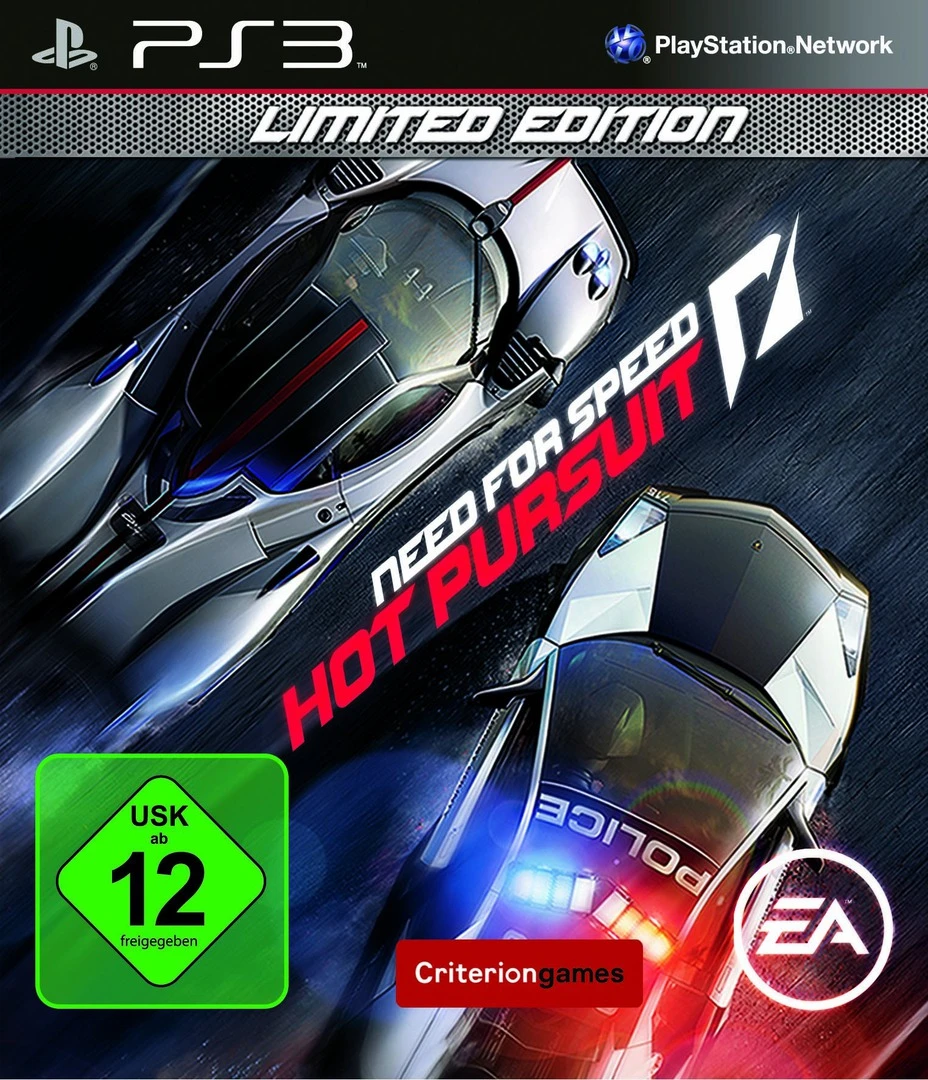 PS3
PlayStation®Network
LIMITED EDITION
NEED FOR SPEED
HOT PURSUIT
POLICE
USK
ab
12
freigegeben
Criteriongames
EA